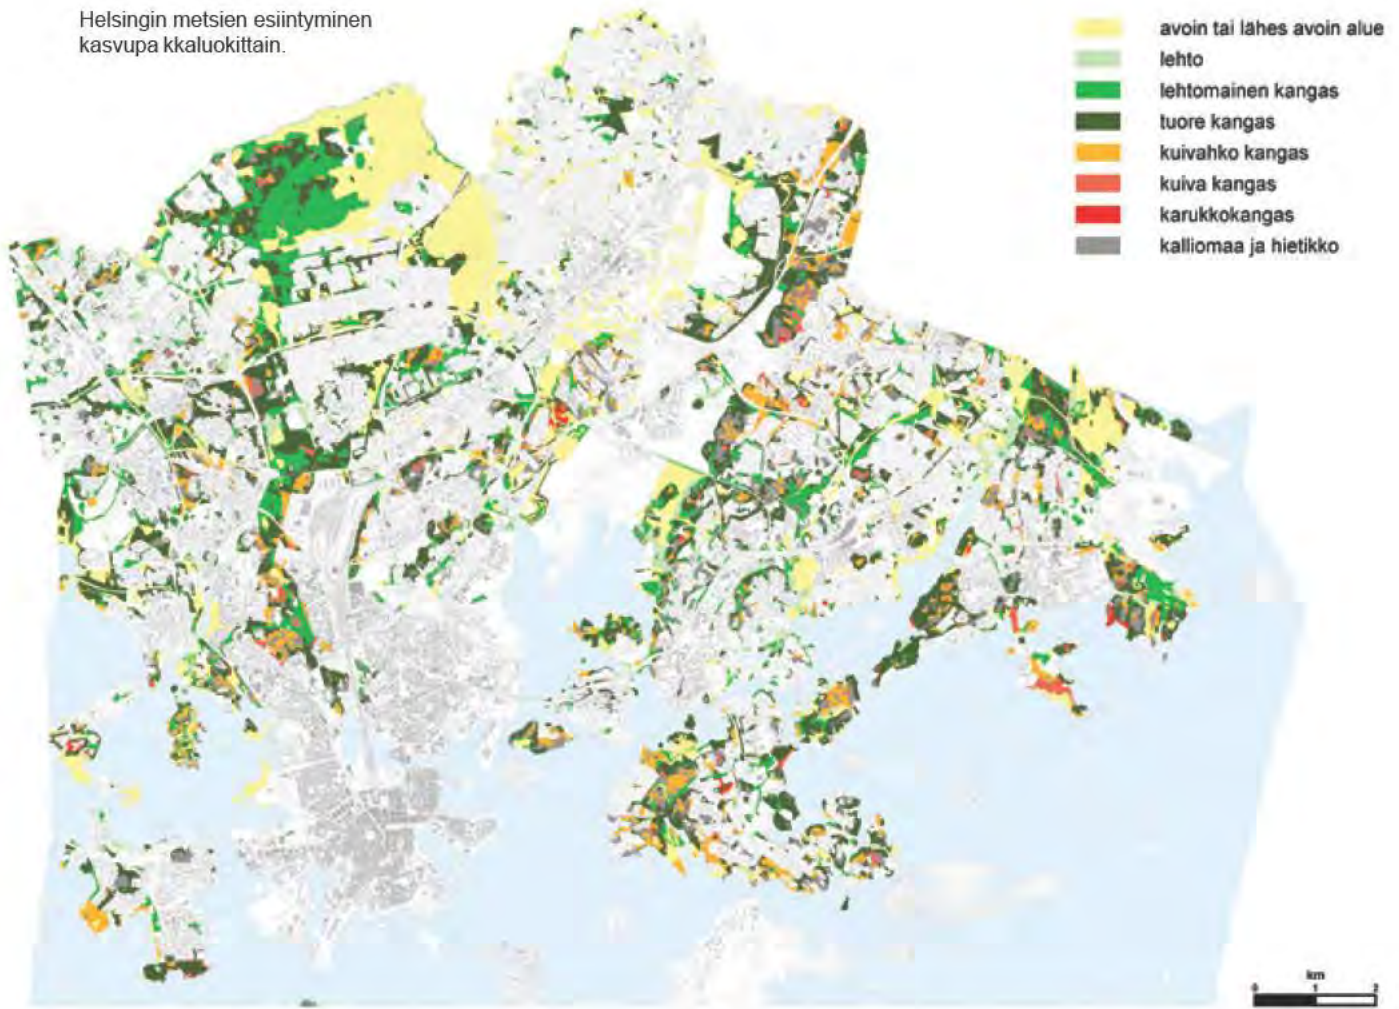 Helsingin metsien esiintyminen
kasvupa kkaluokittain.
avoin tai lähes avoin alue
lehto
lehtomainen kangas
tuore kangas
kuivahko kangas
kuiva kangas
karukkokangas
kalliomaa ja hietikko
km
0 1 2